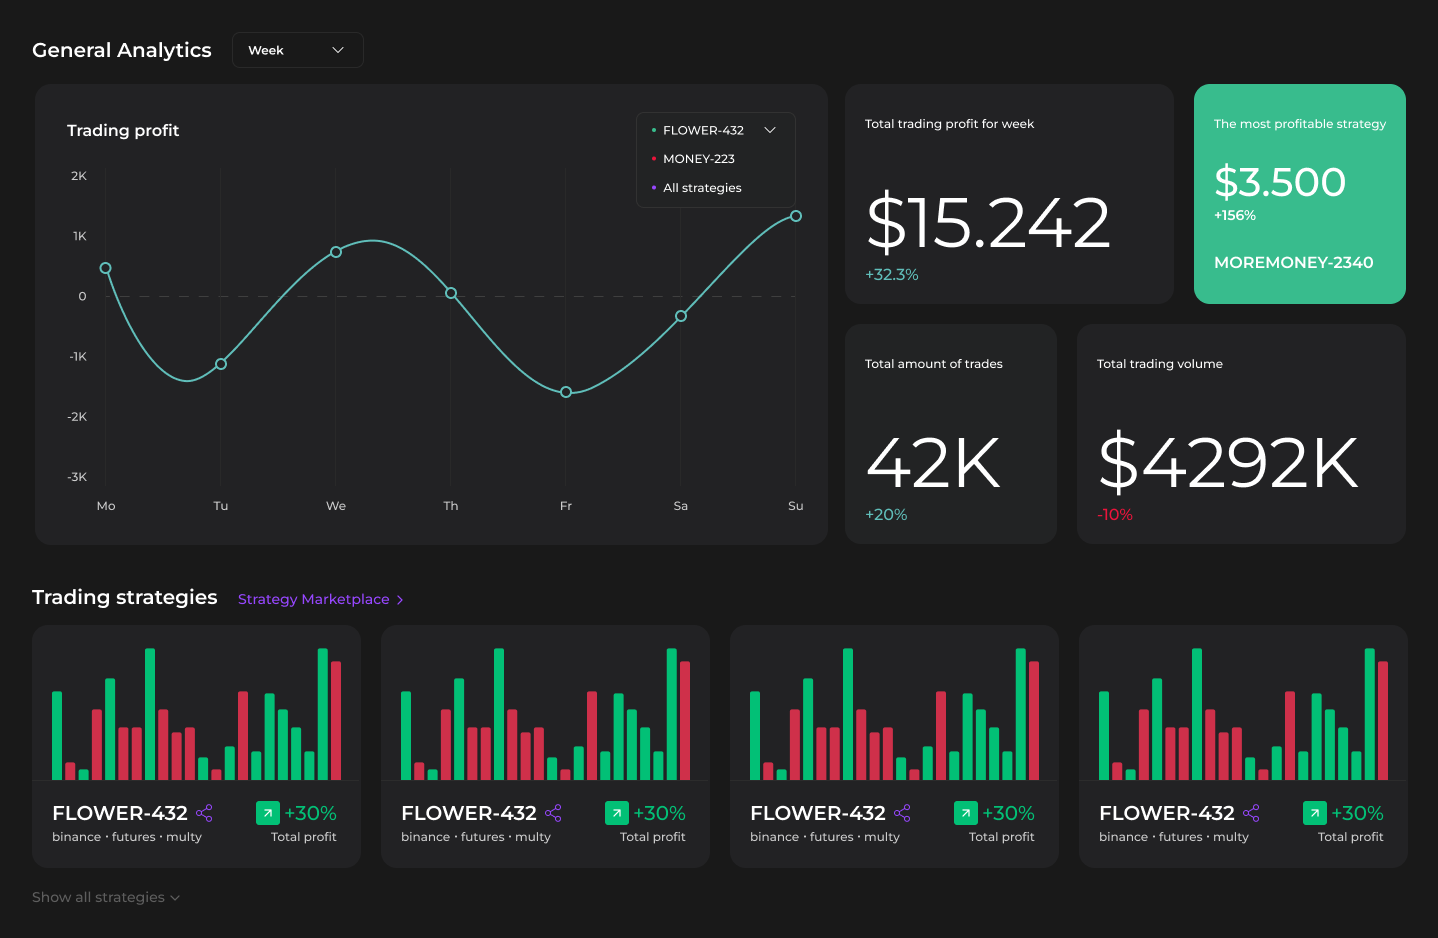 General Analytics
Week
Trading profit
FLOWER-432
MONEY-223
All strategies
2K
1K
0
-1K
-2K
-3K
Mo Tu We Th Fr Sa Su
Total trading profit for week
$15.242
+32.3%
The most profitable strategy
$3.500
+156%
MOREMONEY-2340
Total amount of trades
42K
+20%
Total trading volume
$4292K
-10%
Trading strategies
Strategy Marketplace
FLOWER-432
+30%
binance • futures • multy
Total profit
FLOWER-432
+30%
binance • futures • multy
Total profit
FLOWER-432
+30%
binance • futures • multy
Total profit
FLOWER-432
+30%
binance • futures • multy
Total profit
Show all strategies